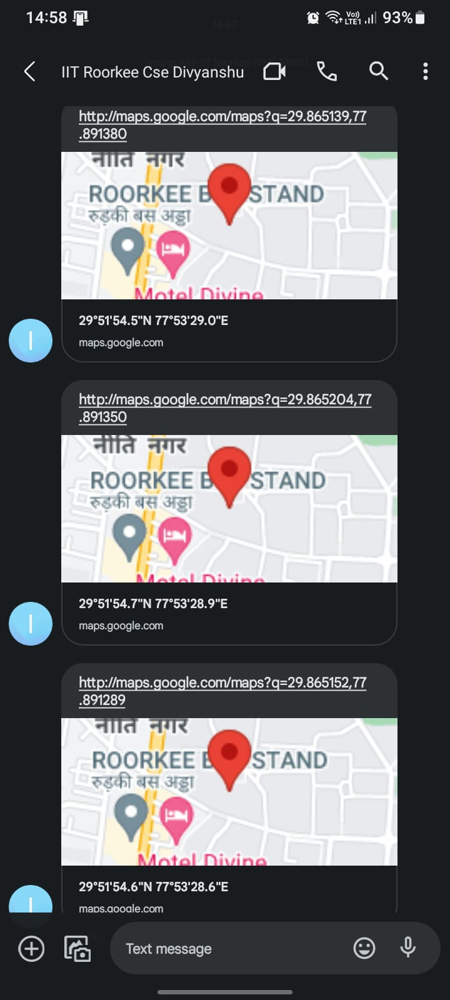 14:58
Vo))
LTE1
93%
IIT Roorkee Cse Divyanshu
http://maps.google.com/maps?q=29.865139,77
.891380
नीति नगर
ROORKEE B STAND
रुड़की बस अड्डा
Motel Divine
29°51'54.5"N 77°53'29.0"E
maps.google.com
I
http://maps.google.com/maps?q=29.865204,77
.891350
नीति नगर
ROORKEE B STAND
रुड़की बस अड्डा
Motel Divine
29°51'54.7"N 77°53'28.9"E
maps.google.com
I
http://maps.google.com/maps?q=29.865152,77
.891289
नीति नगर
ROORKEE B STAND
रुड़की बस अड्डा
Motel Divine
29°51'54.6"N 77°53'28.6"E
maps.google.com
I
Text message